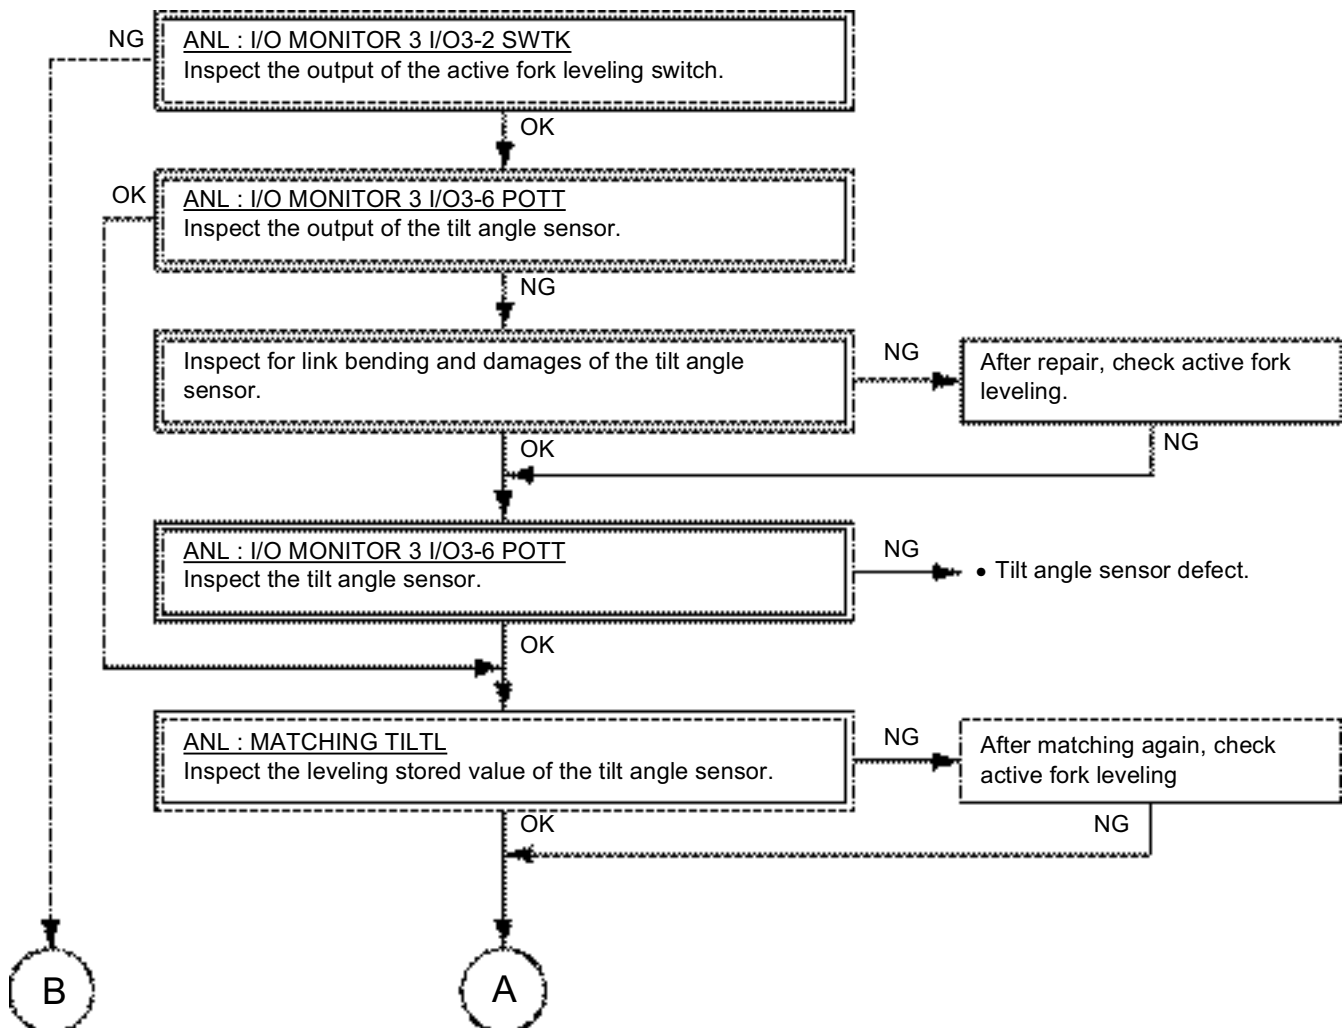 NG
ANL : I/O MONITOR 3 I/O3-2 SWTK
Inspect the output of the active fork leveling switch.
OK
OK
ANL : I/O MONITOR 3 I/O3-6 POTT
Inspect the output of the tilt angle sensor.
NG
Inspect for link bending and damages of the tilt angle
sensor.
NG
After repair, check active fork
leveling.
OK
NG
ANL : I/O MONITOR 3 I/O3-6 POTT
Inspect the tilt angle sensor.
NG
• Tilt angle sensor defect.
OK
ANL : MATCHING TILTL
Inspect the leveling stored value of the tilt angle sensor.
NG
After matching again, check
active fork leveling
OK
NG
B
A